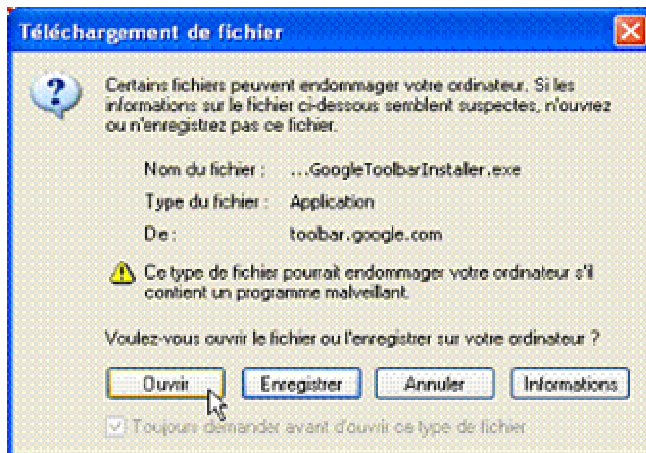 Téléchargement de fichier
Certains fichiers peuvent endommager votre ordinateur. Si les
informations sur le fichier ci-dessous semblent suspectes, n'ouvrez
ou n'enregistrez pas ce fichier.
Nom du fichier : ...GoogleToolbarInstaller.exe
Type du fichier : Application
De : toolbar.google.com
Ce type de fichier pourrait endommager votre ordinateur s'il
contient un programme malveillant.
Voulez-vous ouvrir le fichier ou l'enregistrer sur votre ordinateur ?
Ouvrir Enregistrer Annuler Informations
Toujours demander avant d'ouvrir ce type de fichier